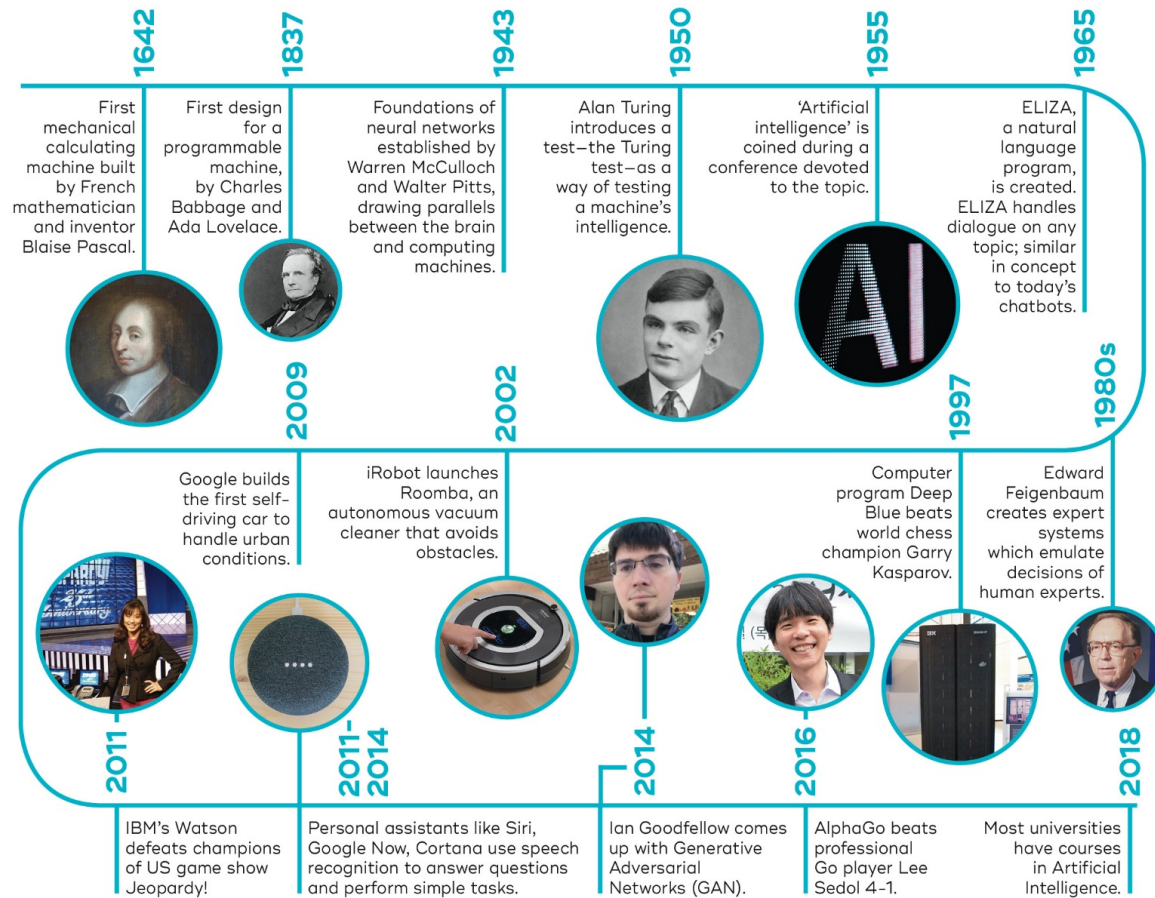 1642
First
mechanical
calculating
machine built
by French
mathematician
and inventor
Blaise Pascal.
1837
First design
for a
programmable
machine,
by Charles
Babbage and
Ada Lovelace.
1943
Foundations of
neural networks
established by
Warren McCulloch
and Walter Pitts,
drawing parallels
between the brain
and computing
machines.
1950
Alan Turing
introduces a
test—the Turing
test—as a
way of testing
a machine’s
intelligence.
1955
‘Artificial
intelligence’ is
coined during a
conference devoted
to the topic.
AI
1965
ELIZA,
a natural
language
program,
is created.
ELIZA handles
dialogue on any
topic; similar
in concept
to today’s
chatbots.
1980s
Edward
Feigenbaum
creates expert
systems
which emulate
decisions of
human experts.
1997
Computer
program Deep
Blue beats
world chess
champion Garry
Kasparov.
IBM
2002
iRobot launches
Roomba, an
autonomous vacuum
cleaner that avoids
obstacles.
2009
Google builds
the first self-
driving car to
handle urban
conditions.
Anniversary
2011
IBM’s Watson
defeats champions
of US game show
Jeopardy!
2011-
2014
Personal assistants like Siri,
Google Now, Cortana use speech
recognition to answer questions
and perform simple tasks.
2014
Ian Goodfellow comes
up with Generative
Adversarial
Networks (GAN).
2016
AlphaGo beats
professional
Go player Lee
Sedol 4-1.
2018
Most universities
have courses
in Artificial
Intelligence.